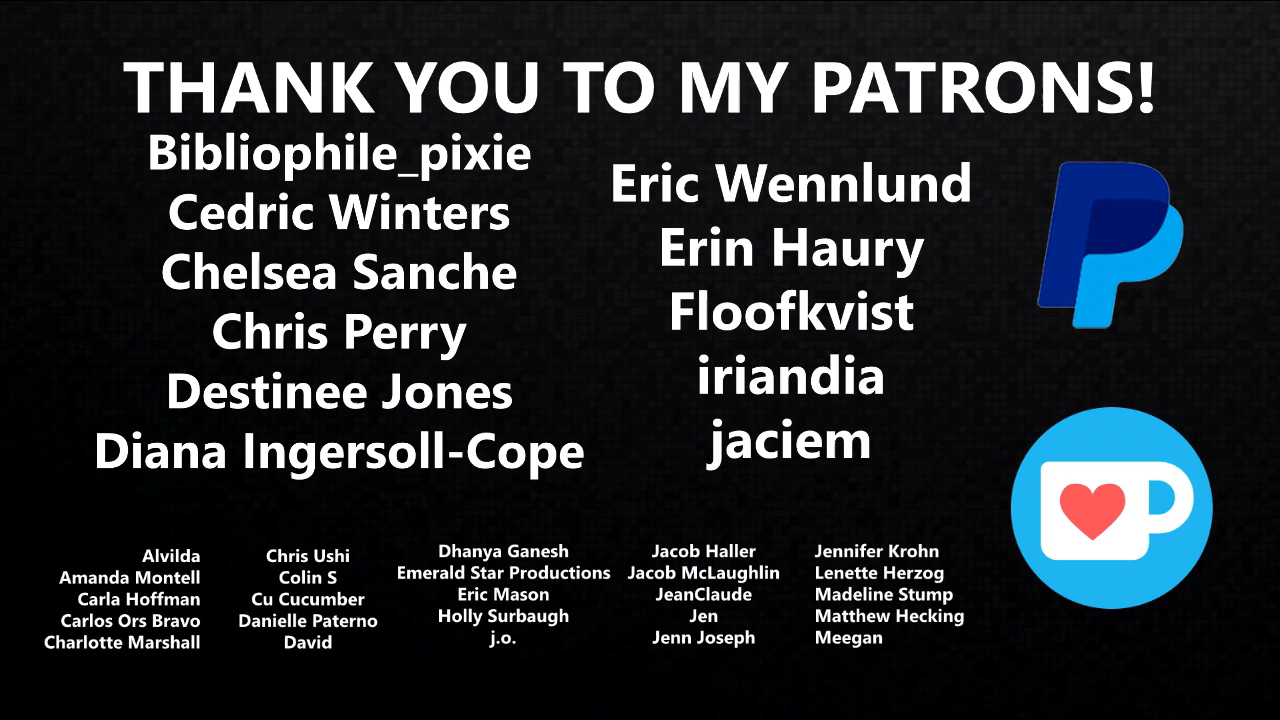 THANK YOU TO MY PATRONS!
Bibliophile_pixie
Cedric Winters
Chelsea Sanche
Chris Perry
Destinee Jones
Diana Ingersoll-Cope
Eric Wennlund
Erin Haury
Floofkvist
iriandia
jaciem
Alvilda
Amanda Montell
Carla Hoffman
Carlos Ors Bravo
Charlotte Marshall
Chris Ushi
Colin S
Cu Cucumber
Danielle Paterno
David
Dhanya Ganesh
Emerald Star Productions
Eric Mason
Holly Surbaugh
j.o.
Jacob Haller
Jacob McLaughlin
JeanClaude
Jen
Jenn Joseph
Jennifer Krohn
Lenette Herzog
Madeline Stump
Matthew Hecking
Meegan